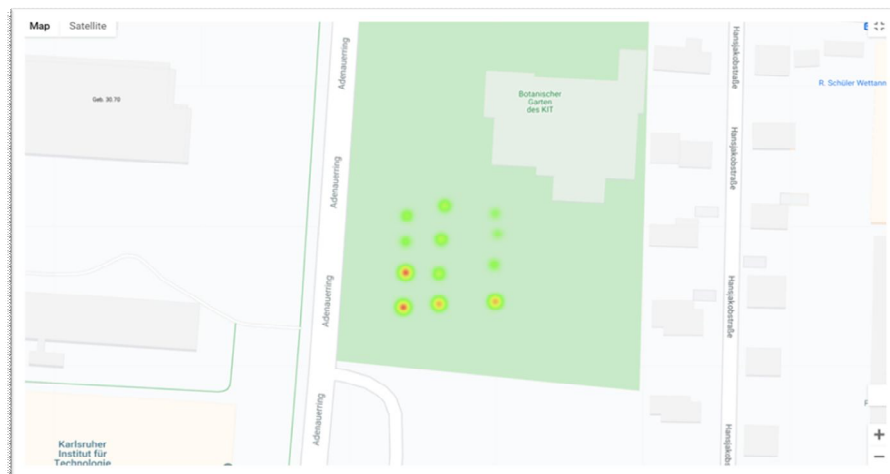 Map
Satellite
Geb. 30.70
Adenauerring
Adenauerring
Adenauerring
Adenauerring
Botanischer
Garten
des KIT
Hansjakobstraße
Hansjakobstraße
Hansjakobstraße
R. Schüler Wettann
Karlsruher
Institut für
Technologie
+
−